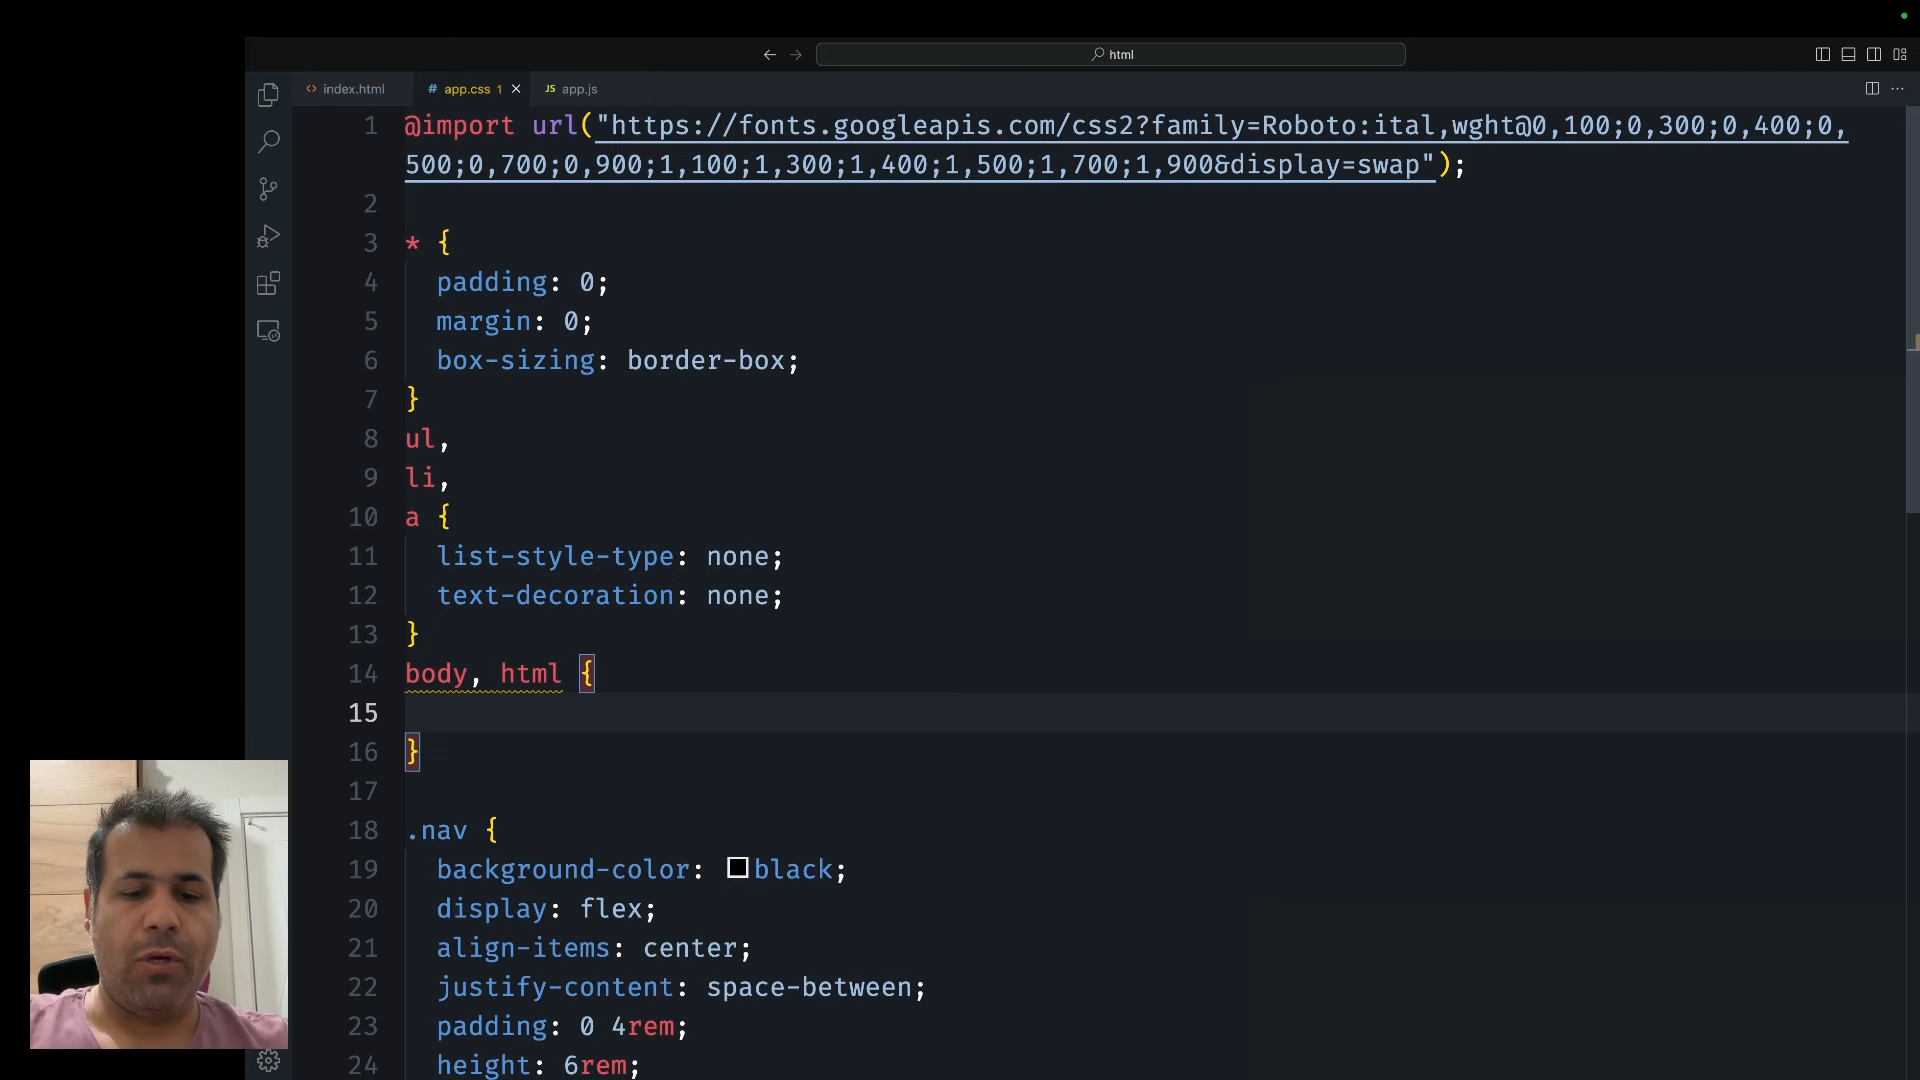 html
index.html
# app.css 1
JS app.js
1 @import url("https://fonts.googleapis.com/css2?family=Roboto:ital,wght@0,100;0,300;0,400;0,
500;0,700;0,900;1,100;1,300;1,400;1,500;1,700;1,900&display=swap");
2
3 * {
4 padding: 0;
5 margin: 0;
6 box-sizing: border-box;
7 }
8 ul,
9 li,
10 a {
11 list-style-type: none;
12 text-decoration: none;
13 }
14 body, html {
15
16 }
17
18 .nav {
19 background-color: black;
20 display: flex;
21 align-items: center;
22 justify-content: space-between;
23 padding: 0 4rem;
24 height: 6rem;